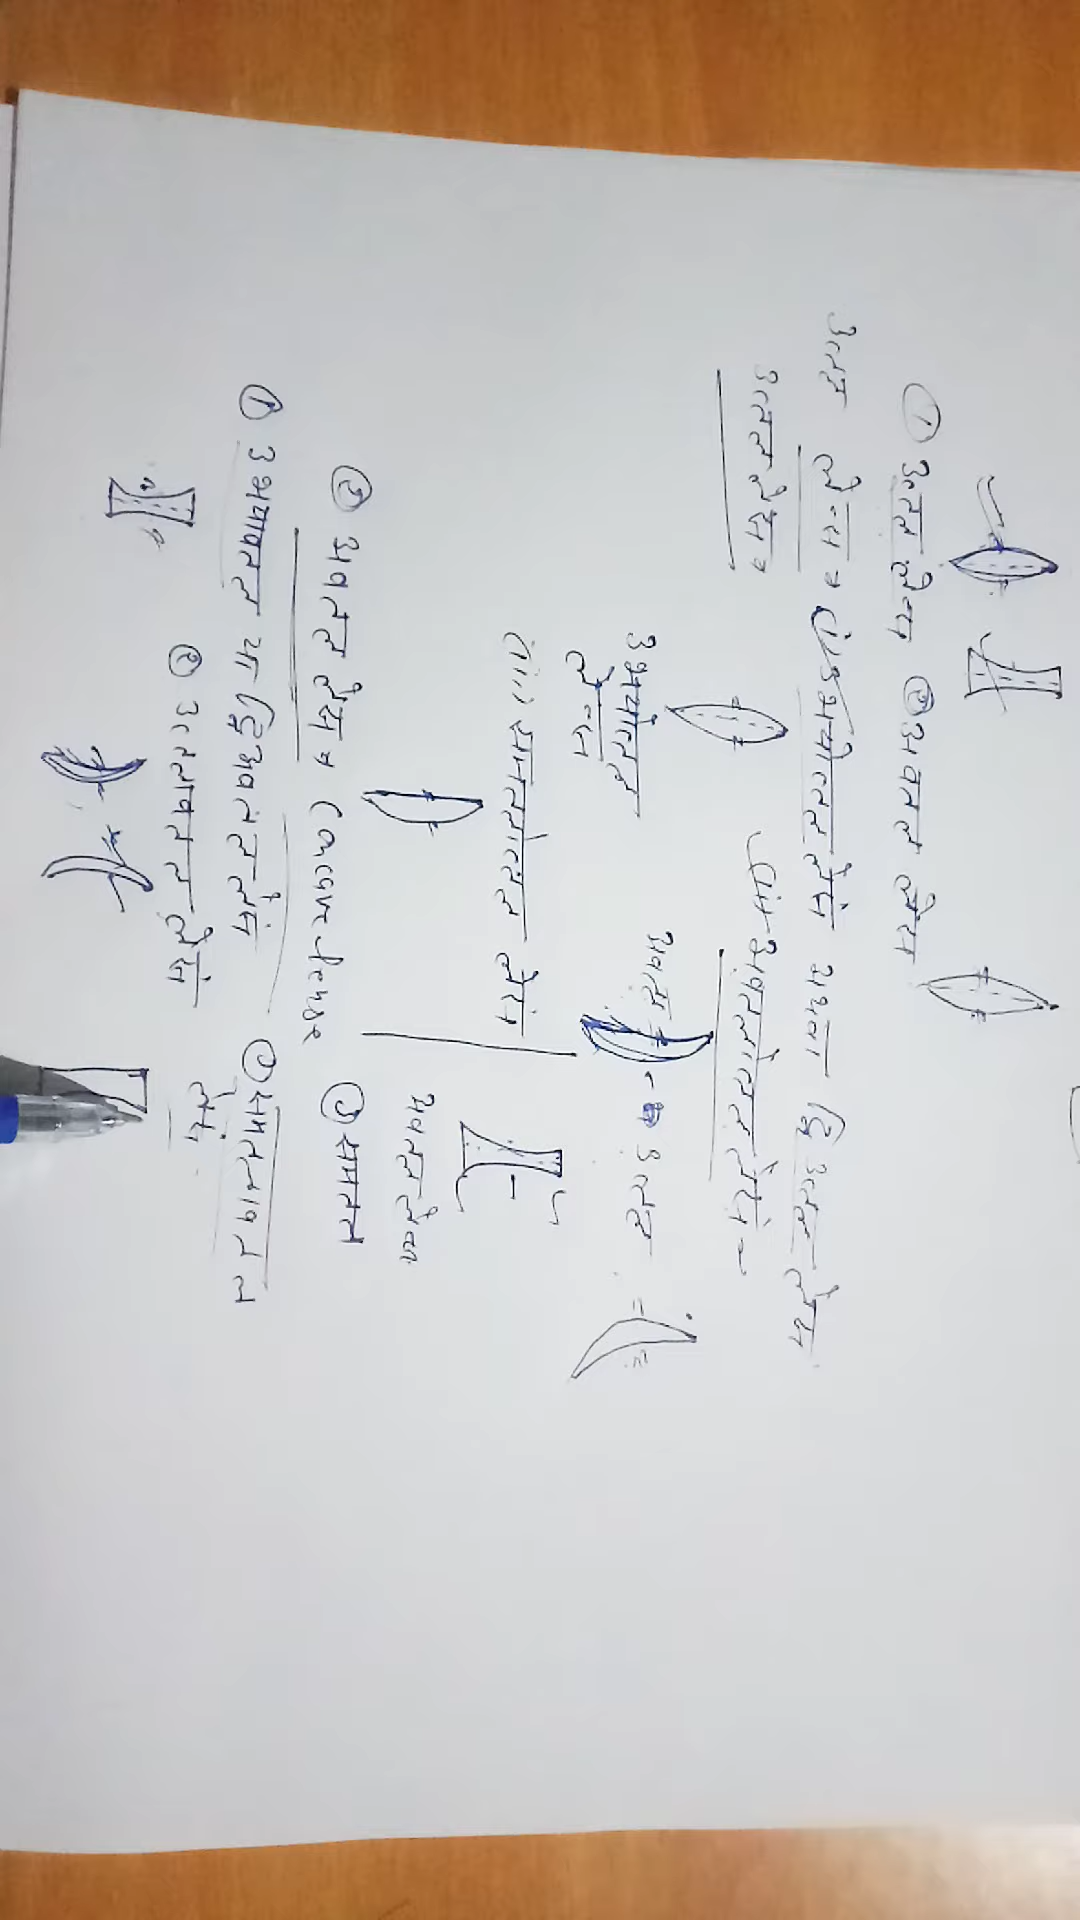 ① उत्तल लेन्स ② अवतल लेंस
उत्तल लेन्स → (i) उभयोत्तल लेंस अथवा द्वि उत्तल लेंस
उत्तल लेंस → (ii) अवतलोत्तल लेंस →
उभयोत्तल अवतल उत्तल =
लेन्स
(iii) समतलोत्तल लेंस
अवतल लेंस
② अवतल लेंस → Concave lense ③ समतल
① उभयावतल या द्विअवतल लेंस ③ समतलावतल
② उत्तलावतल लेंस लेंस